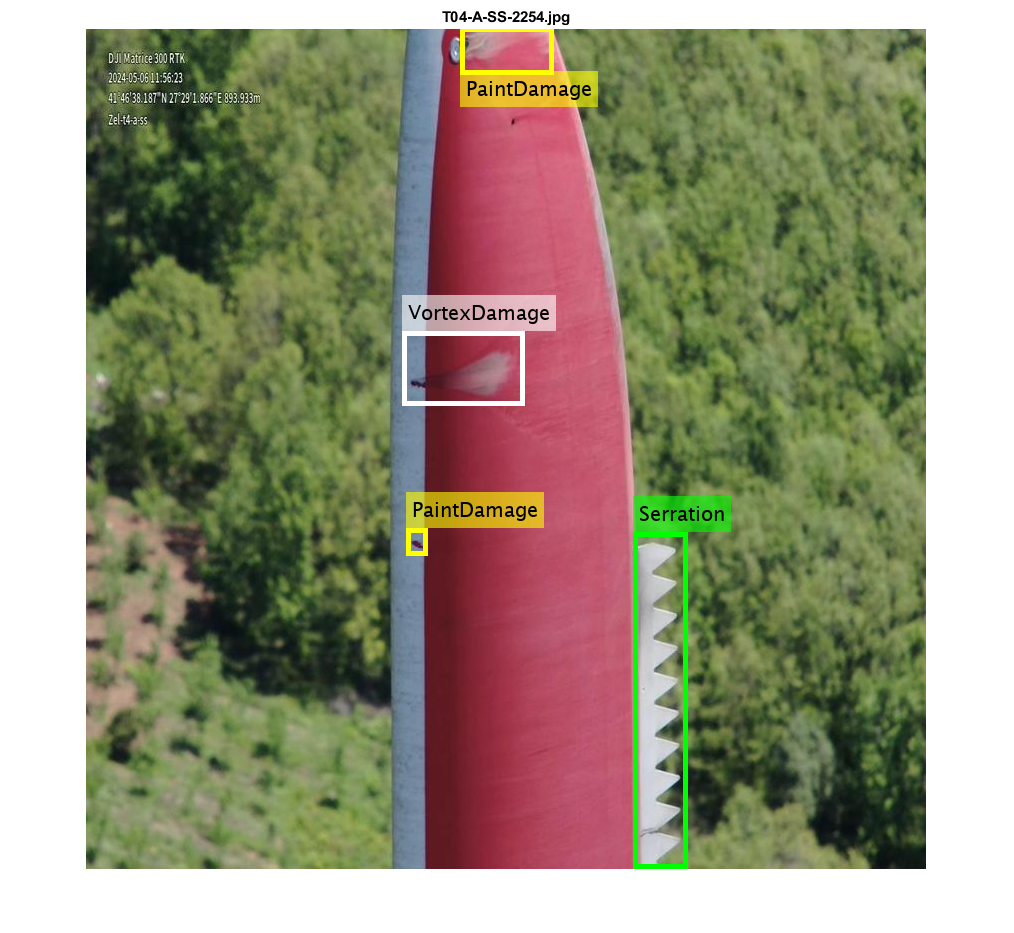 T04-A-SS-2254.jpg
DJI Matrice 300 RTK
2024-05-06 11:56:23
41°46'38.187"N 27°29'1.866"E 893.933m
Zel-t4-a-ss
PaintDamage
VortexDamage
PaintDamage
Serration